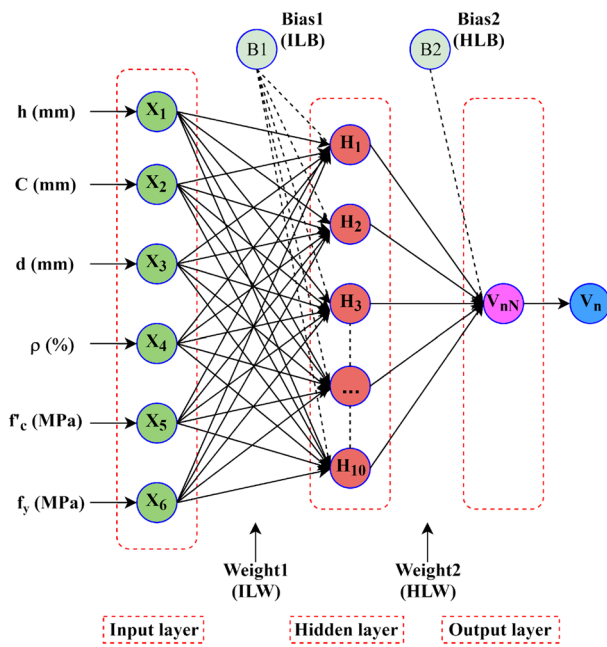 Bias1
(ILB)
Bias2
(HLB)
B1
B2
h (mm)
X1
C (mm)
X2
d (mm)
X3
ρ (%)
X4
f'c (MPa)
X5
fy (MPa)
X6
H1
H2
H3
...
H10
VnN
Vn
Weight1
(ILW)
Weight2
(HLW)
Input layer
Hidden layer
Output layer